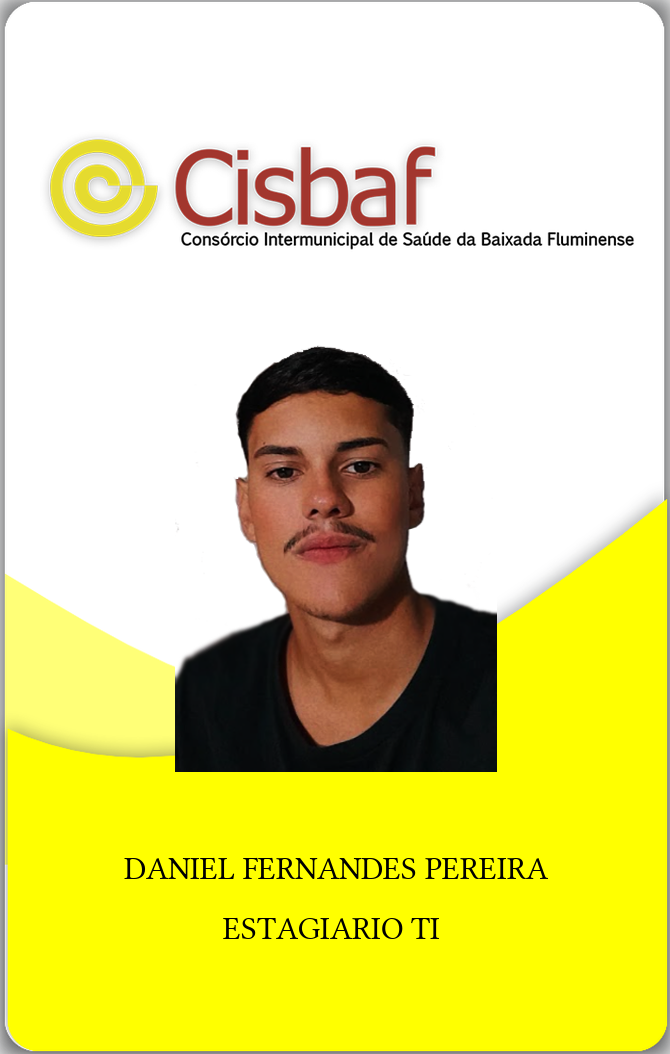 Cisbaf
Consórcio Intermunicipal de Saúde da Baixada Fluminense
DANIEL FERNANDES PEREIRA
ESTAGIARIO TI